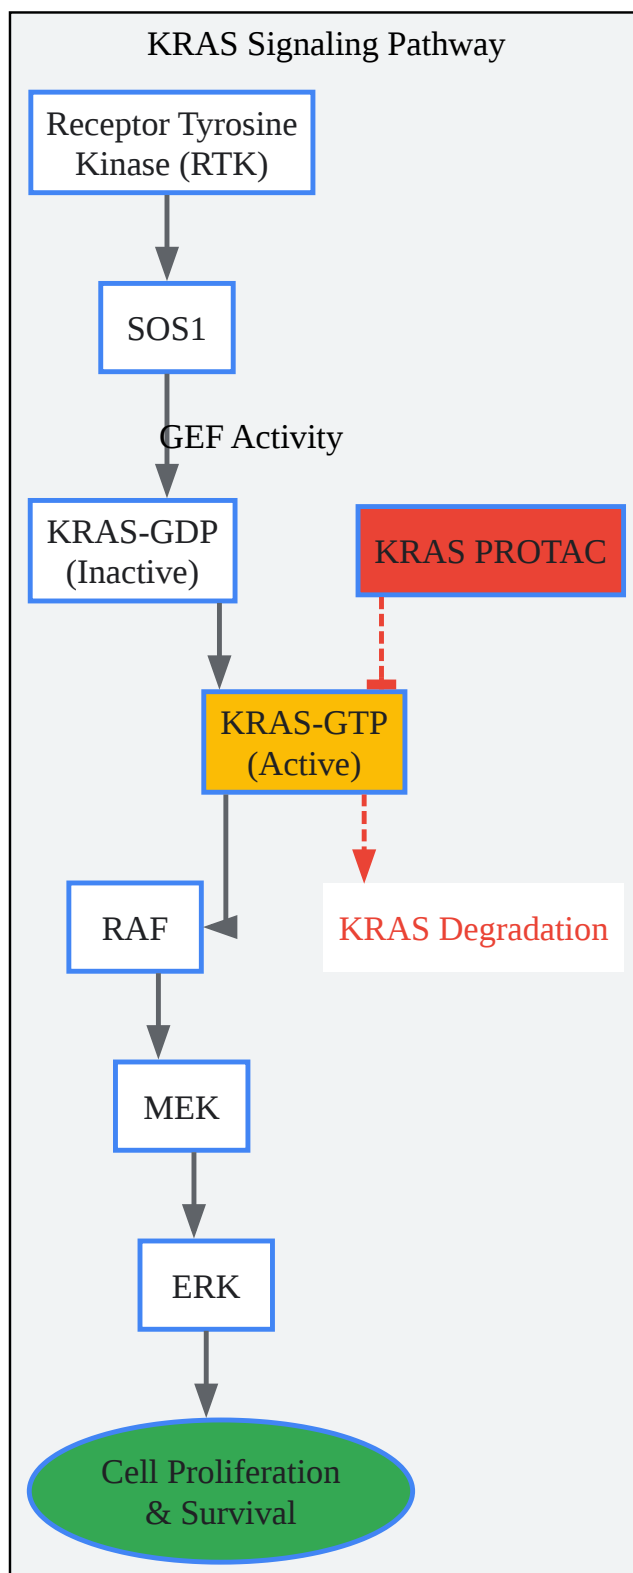 KRAS Signaling Pathway
Receptor Tyrosine
Kinase (RTK)
SOS1
GEF Activity
KRAS-GDP
(Inactive)
KRAS PROTAC
KRAS-GTP
(Active)
RAF
KRAS Degradation
MEK
ERK
Cell Proliferation
& Survival